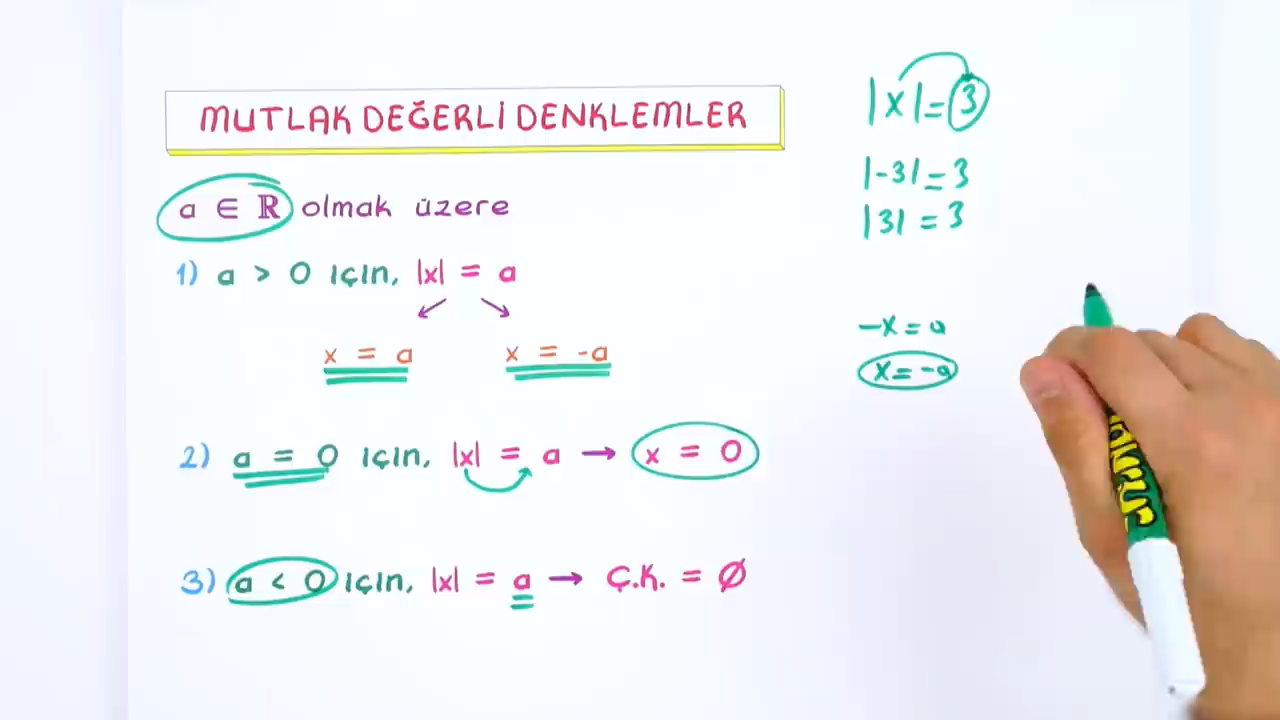 MUTLAK DEĞERLİ DENKLEMLER
a ∈ ℝ olmak üzere
1) a > 0 için, |x| = a
x = a x = -a
2) a = 0 için, |x| = a → x = 0
3) a < 0 için, |x| = a → Ç.K. = Ø
|x| = 3
|-3| = 3
|3| = 3
-x = a
x = -a